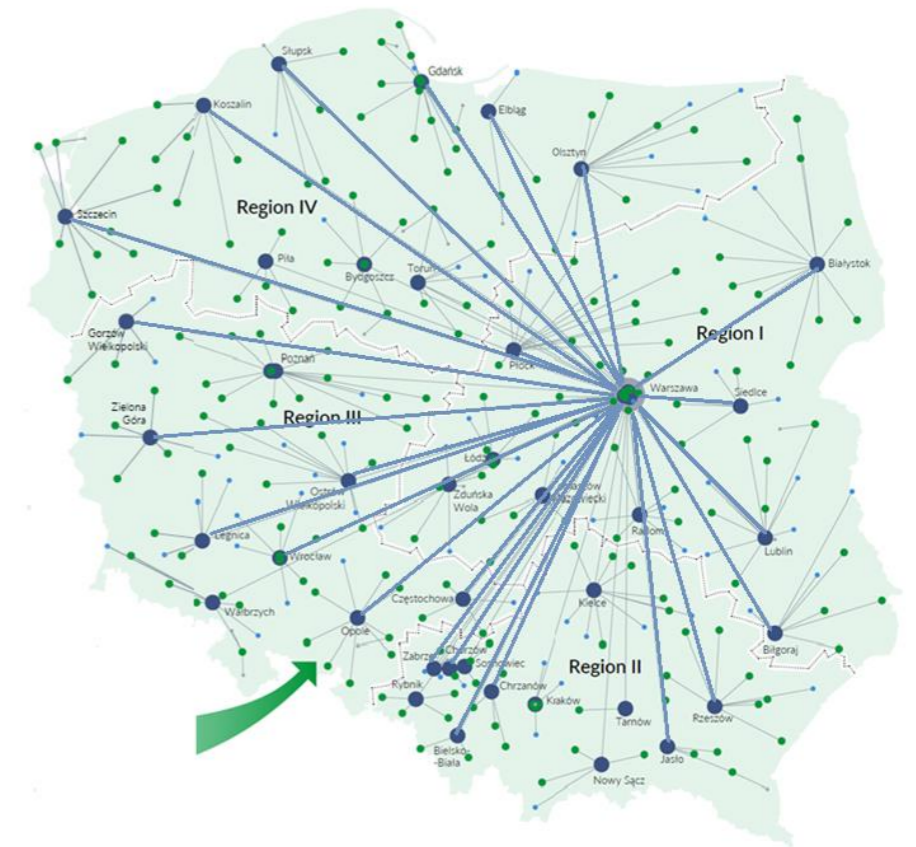 Słupsk
Gdańsk
Koszalin
Elbląg
Olsztyn
Szczecin
Region IV
Piła
Bydgoszcz
Toruń
Białystok
Gorzów
Wielkopolski
Region I
Płock
Poznań
Warszawa
Siedlce
Zielona
Góra
Region III
Łódź
Ostrów
Wielkopolski
Zduńska
Wola
Radom
Legnica
Wrocław
Lublin
Wałbrzych
Częstochowa
Kielce
Opole
Biłgoraj
Zabrze
Chorzów
Sosnowiec
Region II
Rybnik
Chrzanów
Kraków
Tarnów
Rzeszów
Bielsko-
-Biała
Jasło
Nowy Sącz